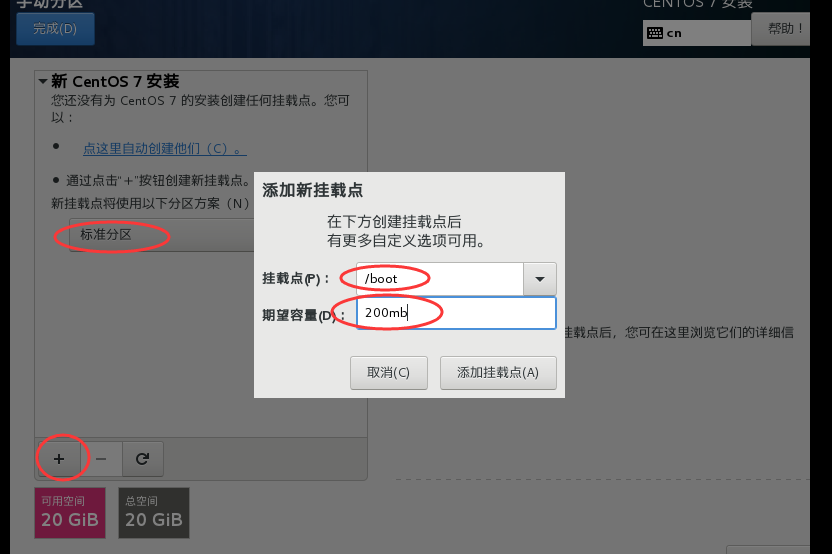 手动分区
CENTOS 7 安装
完成(D)
cn
帮助！
新 CentOS 7 安装
您还没有为 CentOS 7 的安装创建任何挂载点。您可
以：
点这里自动创建他们（C）。
通过点击“+”按钮创建新挂载点。
新挂载点将使用以下分区方案（N）
标准分区
添加新挂载点
在下方创建挂载点后
有更多自定义选项可用。
挂载点(P)：
/boot
期望容量(D)：
200mb
挂载点后，您可在这里浏览它们的详细信
取消(C)
添加挂载点(A)
+
−
可用空间
20 GiB
总空间
20 GiB